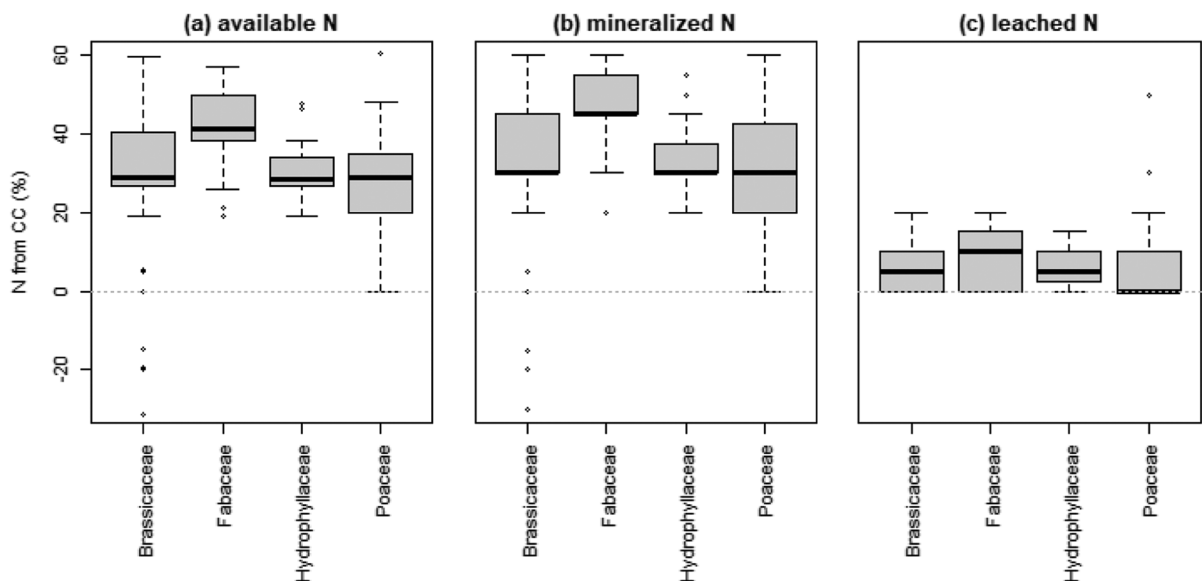 (a) available N
(b) mineralized N
(c) leached N
N from CC (%)
60
40
20
0
-20
Brassicaceae
Fabaceae
Hydrophyllaceae
Poaceae
Brassicaceae
Fabaceae
Hydrophyllaceae
Poaceae
Brassicaceae
Fabaceae
Hydrophyllaceae
Poaceae